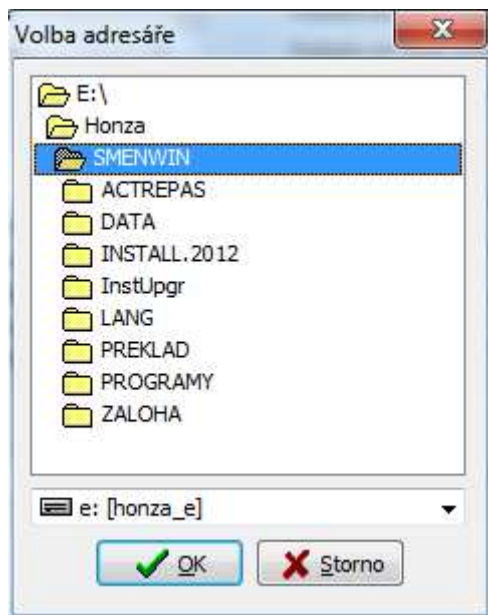 Volba adresáře
E:\
Honza
SMENWIN
ACTREPAS
DATA
INSTALL.2012
InstUpgr
LANG
PREKLAD
PROGRAMY
ZALOHA
e: [honza_e]
OK Storno